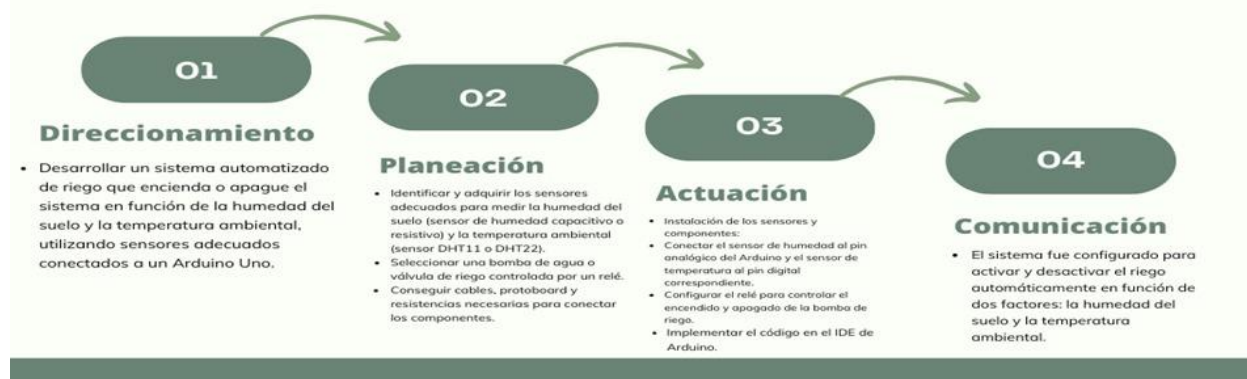 01
Direccionamiento
• Desarrollar un sistema automatizado
de riego que encienda o apague el
sistema en función de la humedad del
suelo y la temperatura ambiental,
utilizando sensores adecuados
conectados a un Arduino Uno.
02
Planeación
• Identificar y adquirir los sensores
adecuados para medir la humedad del
suelo (sensor de humedad capacitivo o
resistivo) y la temperatura ambiental
(sensor DHT11 o DHT22).
• Seleccionar una bomba de agua o
válvula de riego controlada por un relé.
• Conseguir cables, protoboard y
resistencias necesarias para conectar
los componentes.
03
Actuación
• Instalación de los sensores y
componentes:
• Conectar el sensor de humedad al pin
analógico del Arduino y el sensor de
temperatura al pin digital
correspondiente.
• Configurar el relé para controlar el
encendido y apagado de la bomba de
riego.
• Implementar el código en el IDE de
Arduino.
04
Comunicación
• El sistema fue configurado para
activar y desactivar el riego
automáticamente en función de
dos factores: la humedad del
suelo y la temperatura
ambiental.